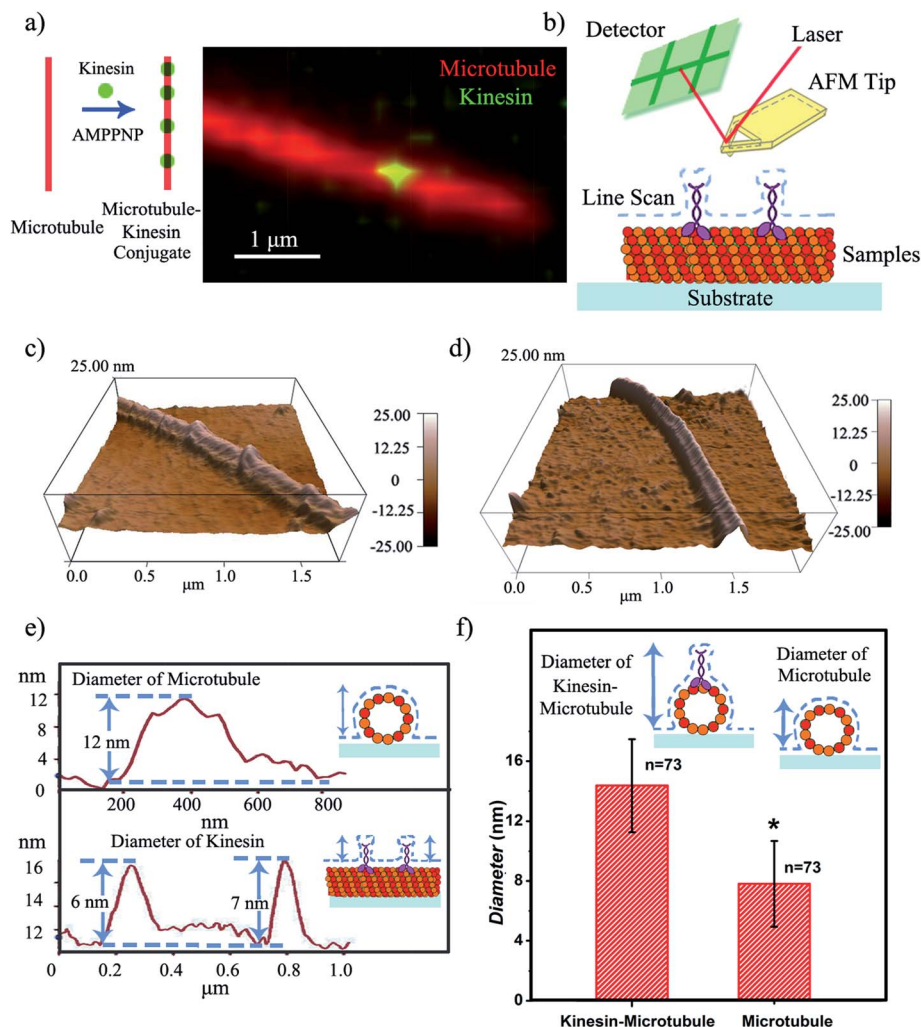 a)
Kinesin
AMPPNP
Microtubule
Microtubule-
Kinesin
Conjugate
Microtubule
Kinesin
1 μm
b)
Detector
Laser
AFM Tip
Line Scan
Samples
Substrate
c)
25.00 nm
25.00
12.25
0
-12.25
-25.00
0.0
0.5
1.0
1.5
μm
d)
25.00 nm
25.00
12.25
0
-12.25
-25.00
0.0
0.5
1.0
1.5
μm
e)
nm
Diameter of Microtubule
12
8
4
0
12 nm
200
400
600
800
nm
nm
Diameter of Kinesin
16
14
12
6 nm
7 nm
0
0.2
0.4
0.6
0.8
1.0
μm
f)
Diameter of
Kinesin-
Microtubule
Diameter of
Microtubule
n=73
*
n=73
Diameter (nm)
16
12
8
4
0
Kinesin-Microtubule
Microtubule